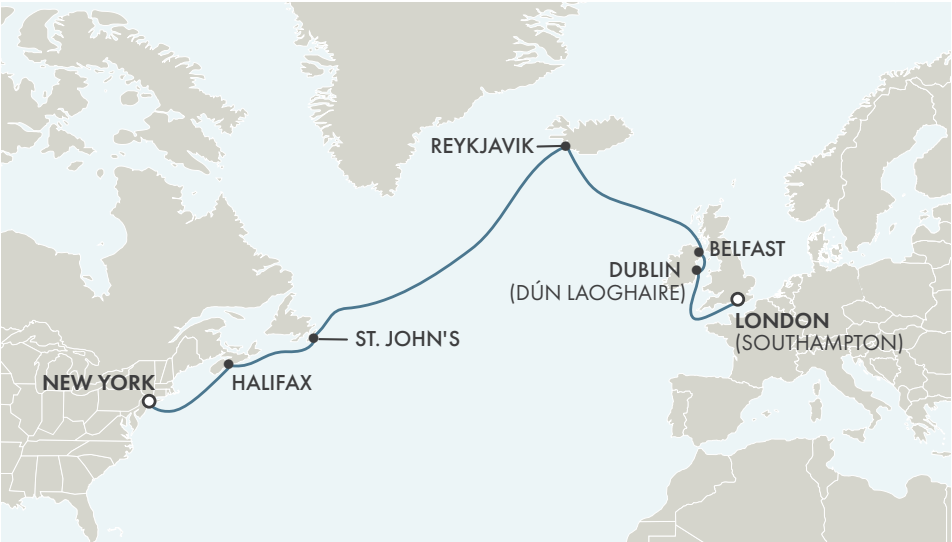 REYKJAVIK
BELFAST
DUBLIN
(DÚN LAOGHAIRE)
LONDON
(SOUTHAMPTON)
ST. JOHN'S
NEW YORK
HALIFAX